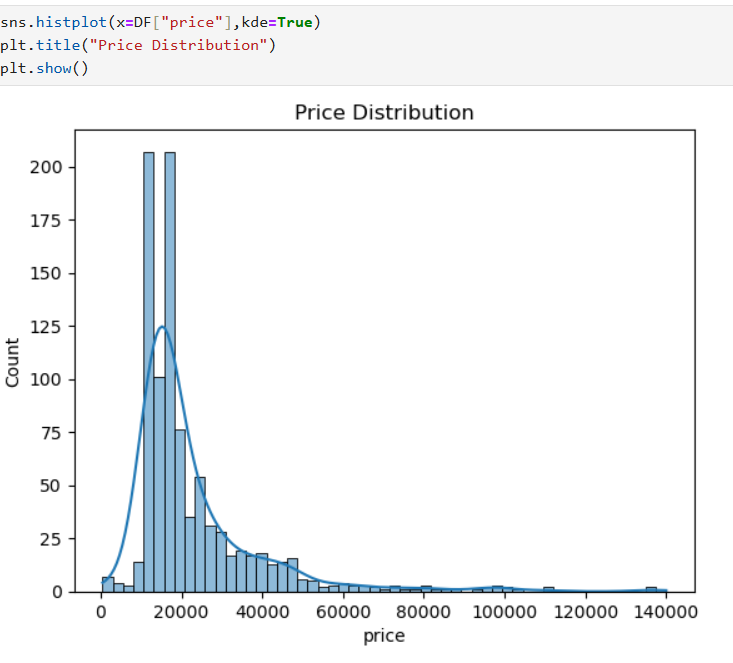 sns.histplot(x=DF["price"],kde=True)
plt.title("Price Distribution")
plt.show()
Price Distribution
200
175
150
125
100
75
50
25
0
Count
0 20000 40000 60000 80000 100000 120000 140000
price